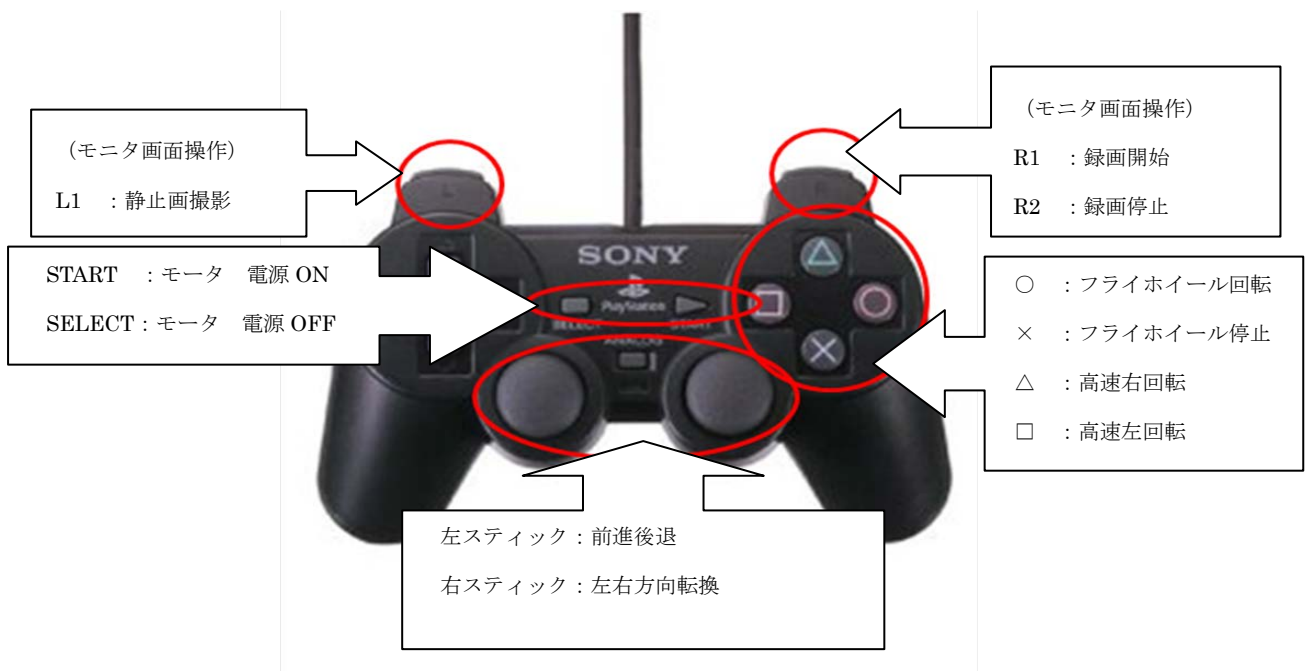 (モニタ画面操作)
L1 :静止画撮影
(モニタ画面操作)
R1 :録画開始
R2 :録画停止
START :モータ 電源 ON
SELECT:モータ 電源 OFF
○ :フライホイール回転
× :フライホイール停止
△ :高速右回転
□ :高速左回転
左スティック:前進後退
右スティック:左右方向転換
L
R
SONY
PlayStation
SELECT
START
ANALOG